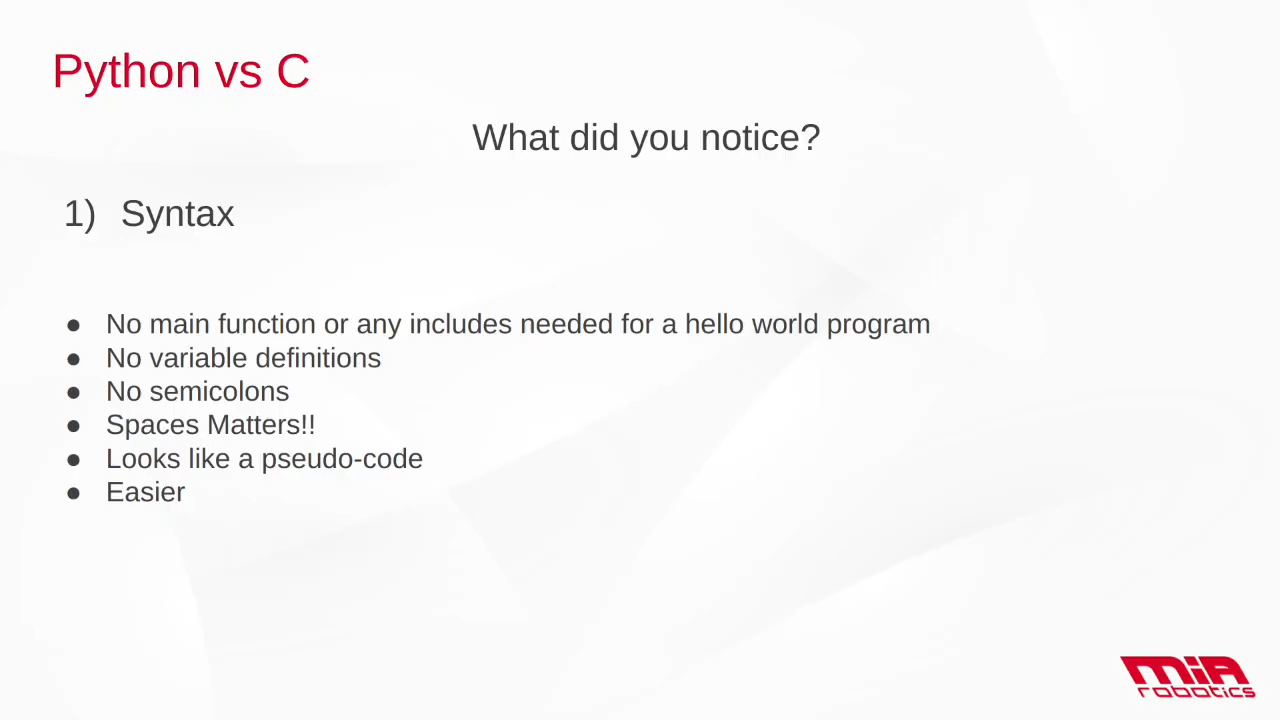 Python vs C
What did you notice?
1) Syntax
● No main function or any includes needed for a hello world program
● No variable definitions
● No semicolons
● Spaces Matters!!
● Looks like a pseudo-code
● Easier
MiA
robotics